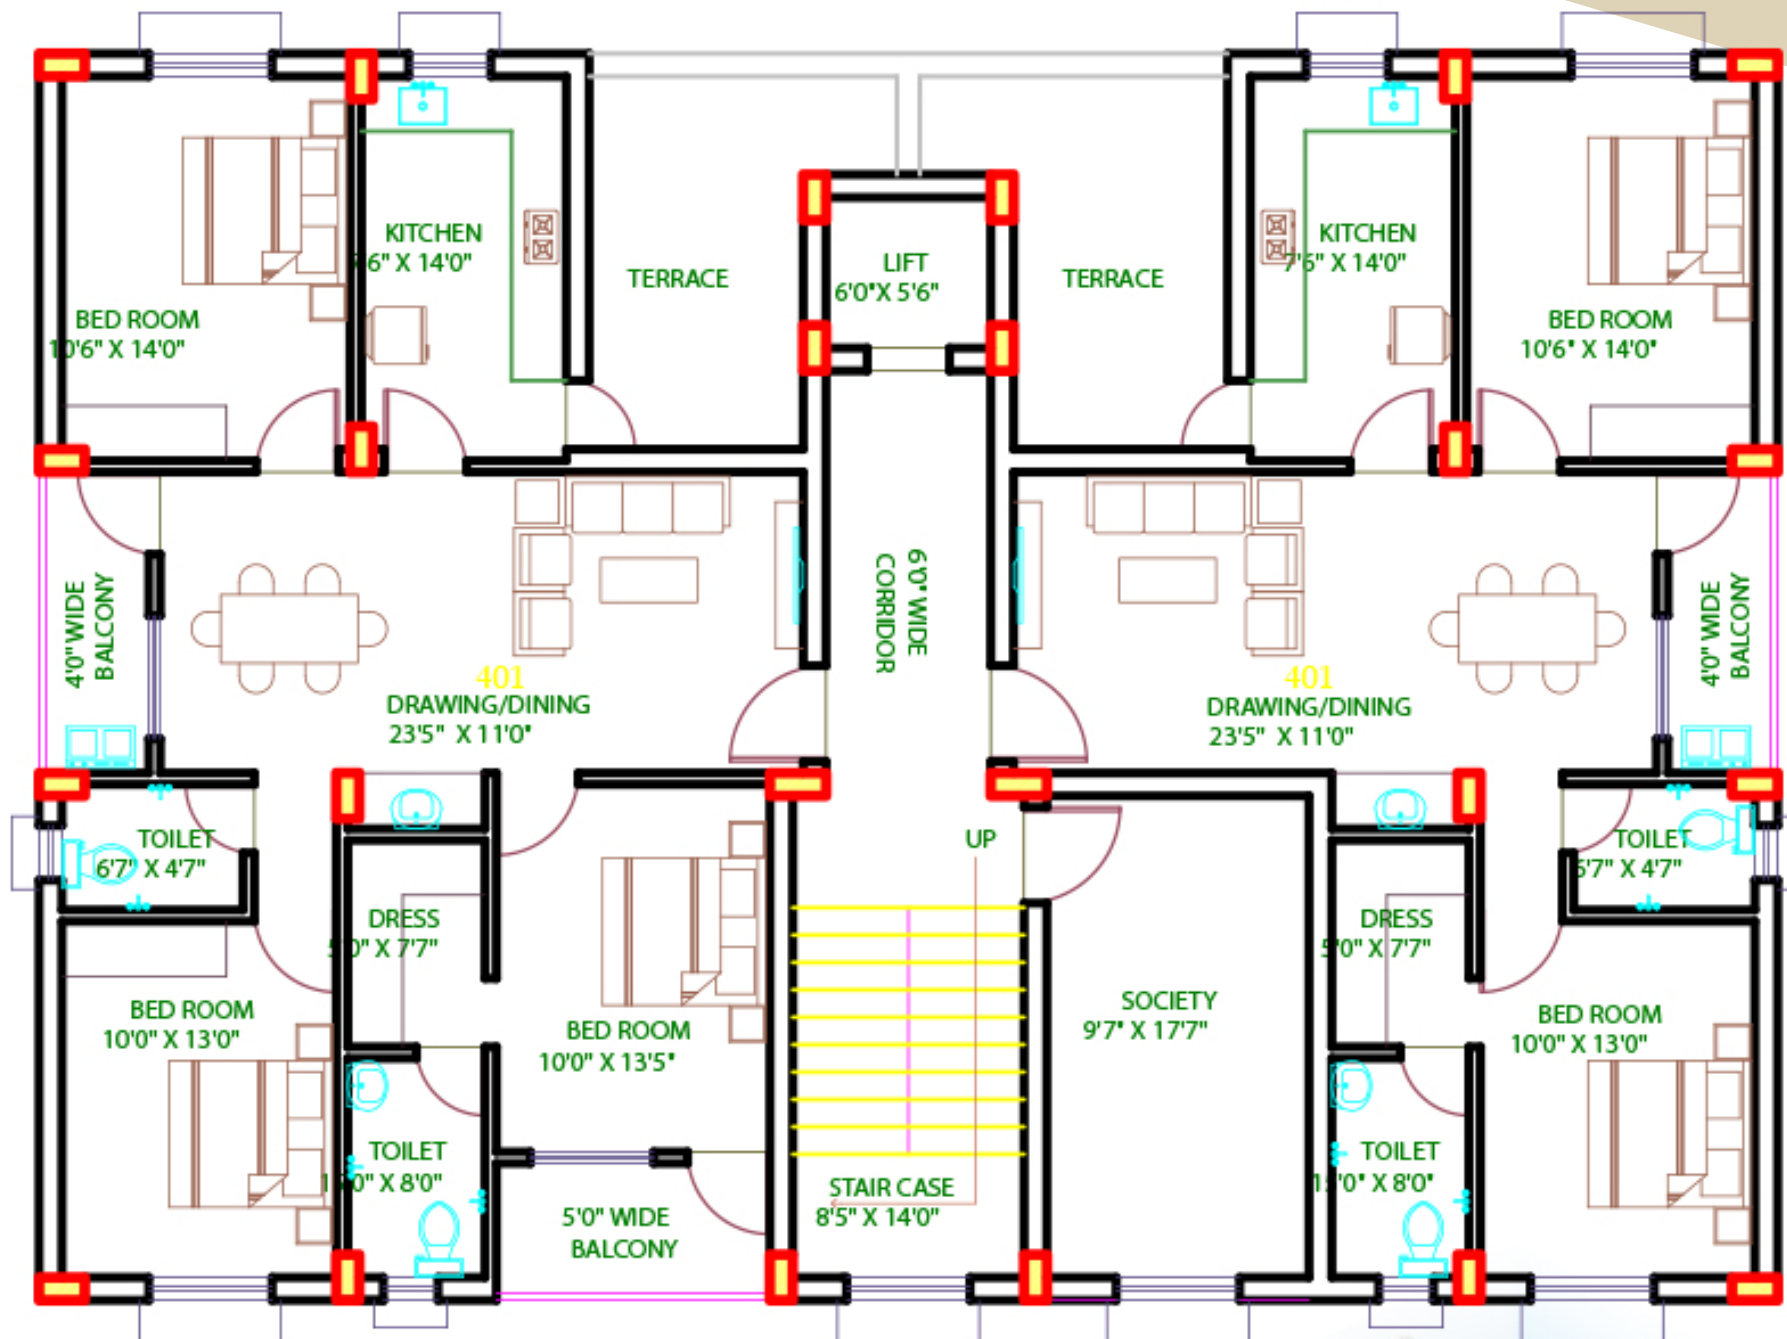 KITCHEN
6" X 14'0"
BED ROOM
10'6" X 14'0"
TERRACE
LIFT
6'0"X 5'6"
TERRACE
KITCHEN
7'6" X 14'0"
BED ROOM
10'6" X 14'0"
4'0" WIDE
BALCONY
401
DRAWING/DINING
23'5" X 11'0"
6'0" WIDE
CORRIDOR
401
DRAWING/DINING
23'5" X 11'0"
4'0" WIDE
BALCONY
TOILET
6'7" X 4'7"
UP
TOILET
6'7" X 4'7"
DRESS
5'0" X 7'7"
DRESS
5'0" X 7'7"
BED ROOM
10'0" X 13'0"
BED ROOM
10'0" X 13'5"
SOCIETY
9'7" X 17'7"
BED ROOM
10'0" X 13'0"
TOILET
X 8'0"
5'0" WIDE
BALCONY
STAIR CASE
8'5" X 14'0"
TOILET
X 8'0"